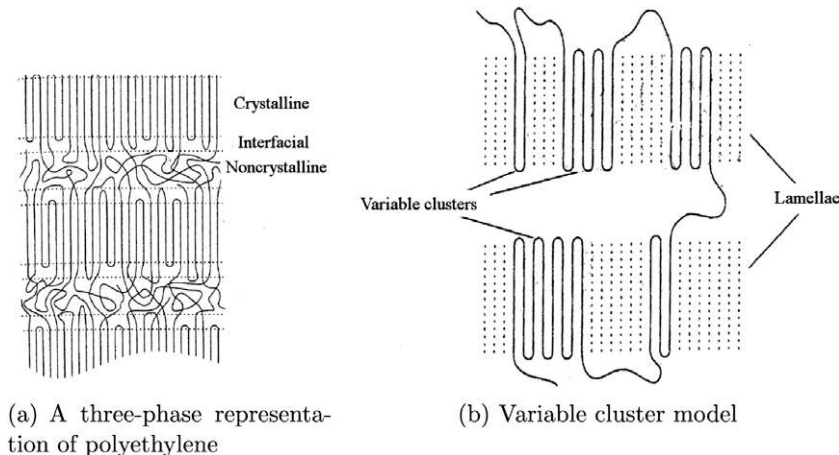 Crystalline
Interfacial
Noncrystalline
Variable clusters
Lamellae
(a) A three-phase representa-
tion of polyethylene
(b) Variable cluster model